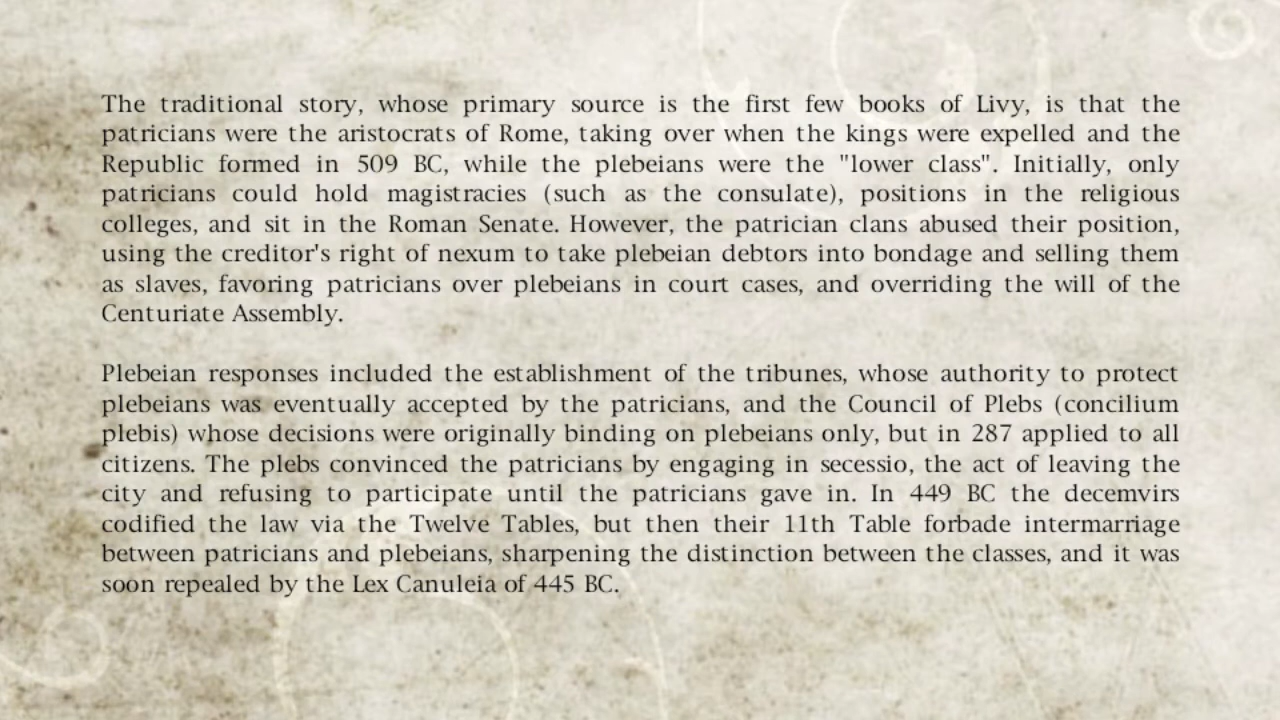 The traditional story, whose primary source is the first few books of Livy, is that the
patricians were the aristocrats of Rome, taking over when the kings were expelled and the
Republic formed in 509 BC, while the plebeians were the "lower class". Initially, only
patricians could hold magistracies (such as the consulate), positions in the religious
colleges, and sit in the Roman Senate. However, the patrician clans abused their position,
using the creditor's right of nexum to take plebeian debtors into bondage and selling them
as slaves, favoring patricians over plebeians in court cases, and overriding the will of the
Centuriate Assembly.
Plebeian responses included the establishment of the tribunes, whose authority to protect
plebeians was eventually accepted by the patricians, and the Council of Plebs (concilium
plebis) whose decisions were originally binding on plebeians only, but in 287 applied to all
citizens. The plebs convinced the patricians by engaging in secessio, the act of leaving the
city and refusing to participate until the patricians gave in. In 449 BC the decemvirs
codified the law via the Twelve Tables, but then their 11th Table forbade intermarriage
between patricians and plebeians, sharpening the distinction between the classes, and it was
soon repealed by the Lex Canuleia of 445 BC.